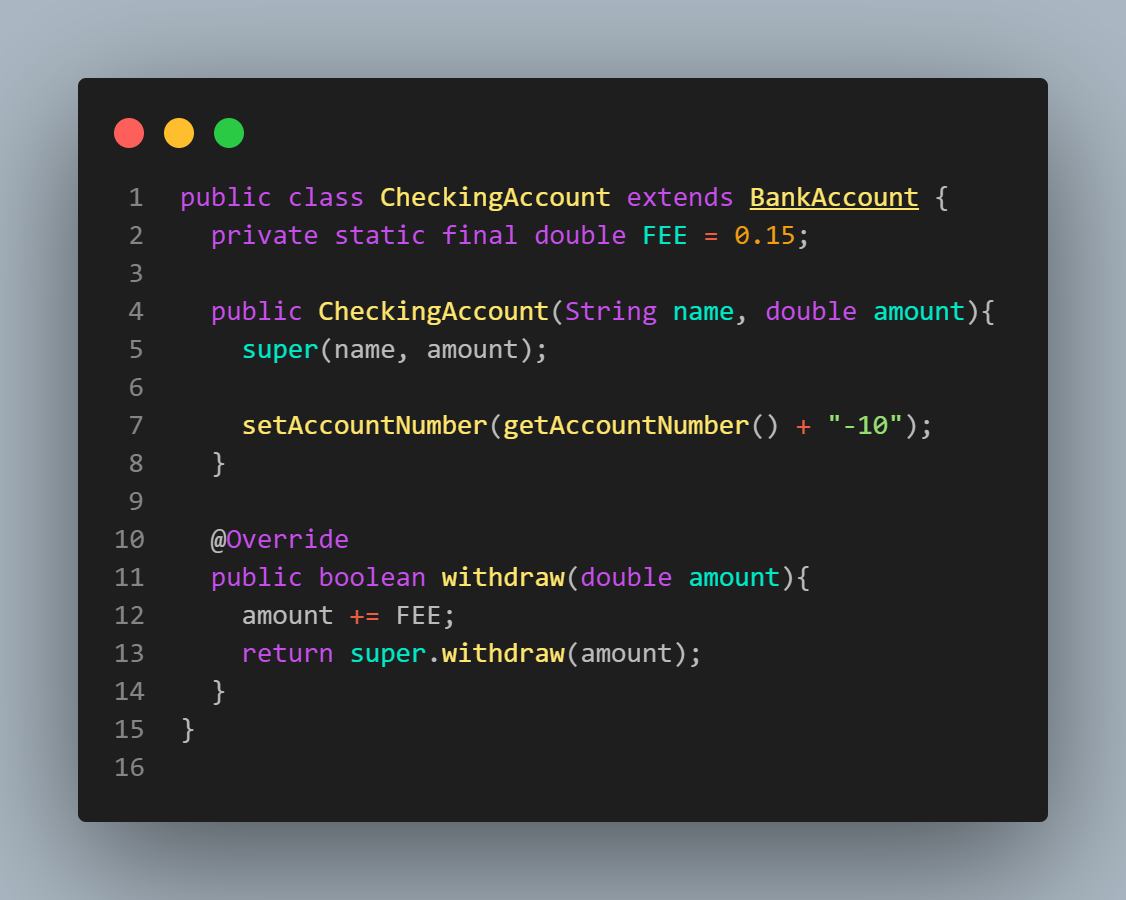 1 public class CheckingAccount extends BankAccount {
2   private static final double FEE = 0.15;
3
4   public CheckingAccount(String name, double amount){
5     super(name, amount);
6
7     setAccountNumber(getAccountNumber() + "-10");
8   }
9
10   @Override
11   public boolean withdraw(double amount){
12     amount += FEE;
13     return super.withdraw(amount);
14   }
15 }
16